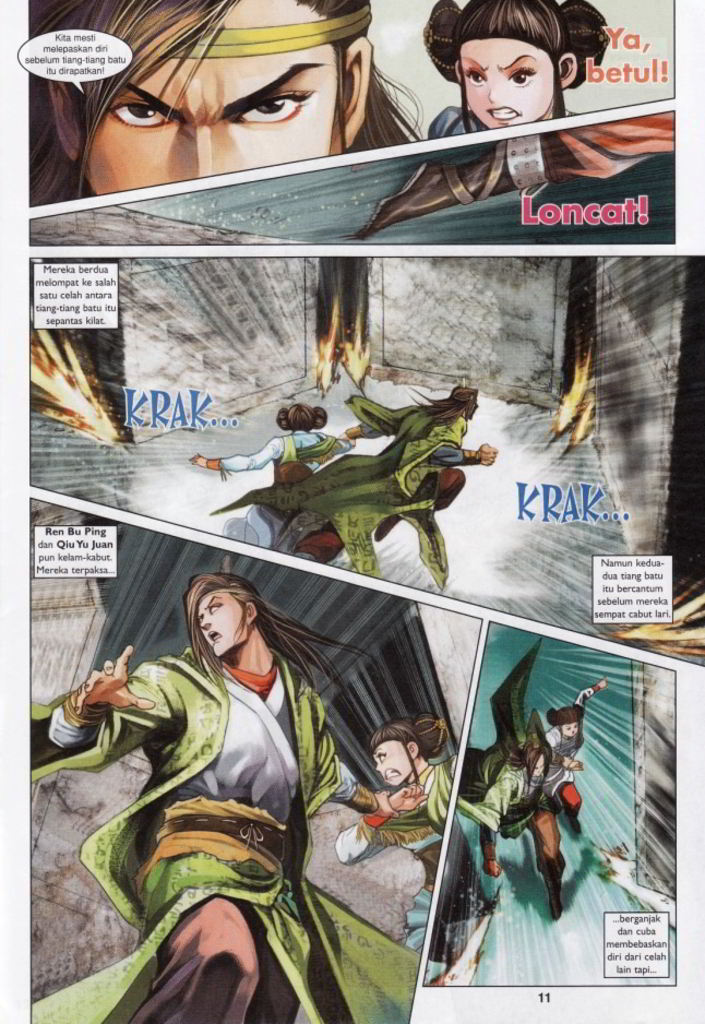 Kita mesti
melepaskan diri
sebelum tiang-tiang batu
itu dirapatkan!
Ya,
betul!
Loncat!
Mereka berdua
melompat ke salah
satu celah antara
tiang-tiang batu itu
sepantas kilat.
KRAK...
KRAK...
Namun kedua-
dua tiang batu
itu bercantum
sebelum mereka
sempat cabut lari.
Ren Bu Ping
dan Qiu Yu Juan
pun kelam-kabut.
Mereka terpaksa...
...berganjak
dan cuba
membebaskan
diri dari celah
lain tapi...
11